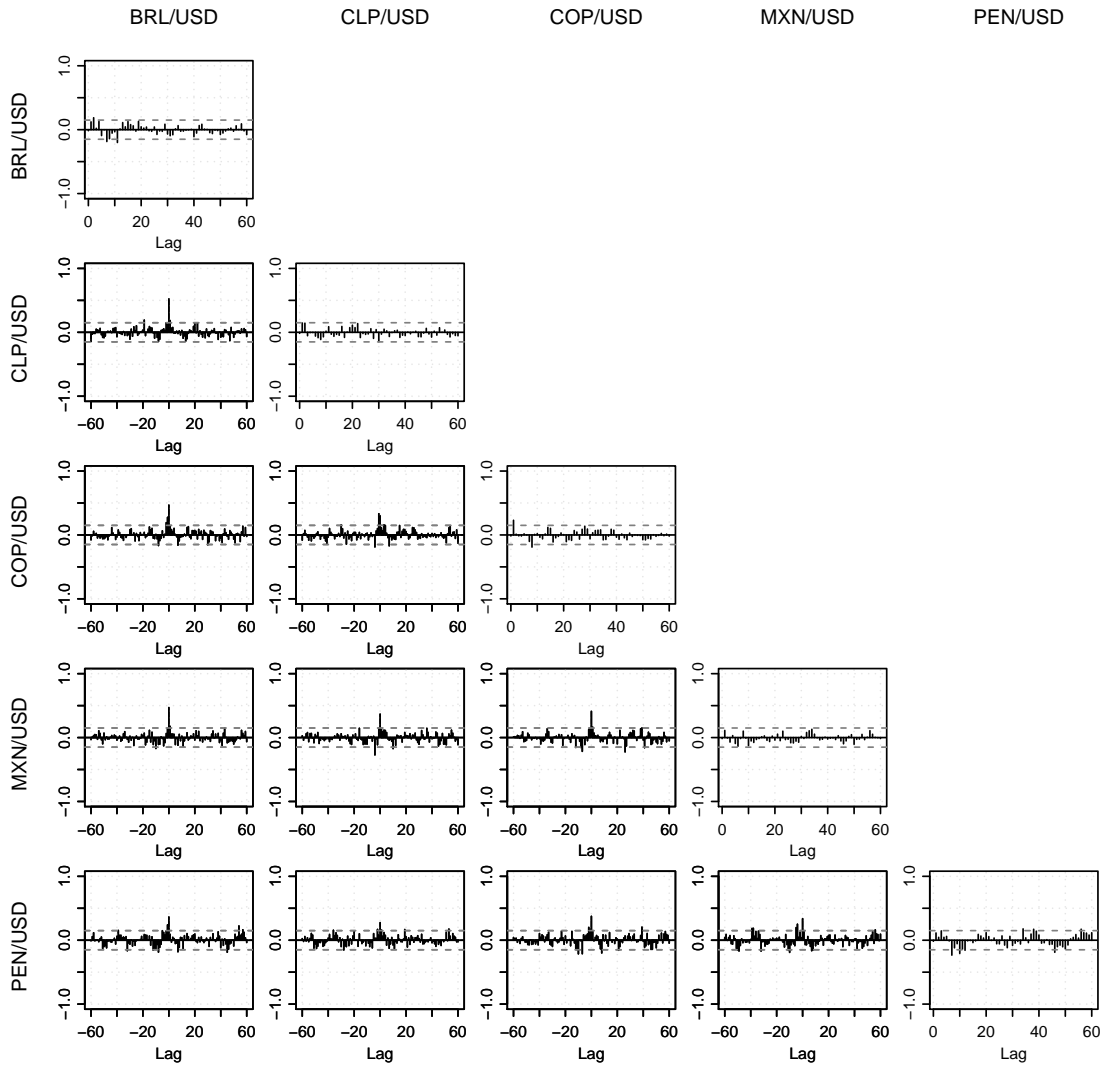 BRL/USD CLP/USD COP/USD MXN/USD PEN/USD
BRL/USD
1.0
0.0
−1.0
0 20 40 60
Lag
CLP/USD
1.0 1.0
0.0 0.0
−1.0 −1.0
−60 −20 20 60 0 20 40 60
Lag Lag
COP/USD
1.0 1.0 1.0
0.0 0.0 0.0
−1.0 −1.0 −1.0
−60 −20 20 60 −60 −20 20 60 0 20 40 60
Lag Lag Lag
MXN/USD
1.0 1.0 1.0 1.0
0.0 0.0 0.0 0.0
−1.0 −1.0 −1.0 −1.0
−60 −20 20 60 −60 −20 20 60 −60 −20 20 60 0 20 40 60
Lag Lag Lag Lag
PEN/USD
1.0 1.0 1.0 1.0 1.0
0.0 0.0 0.0 0.0 0.0
−1.0 −1.0 −1.0 −1.0 −1.0
−60 −20 20 60 −60 −20 20 60 −60 −20 20 60 −60 −20 20 60 0 20 40 60
Lag Lag Lag Lag Lag